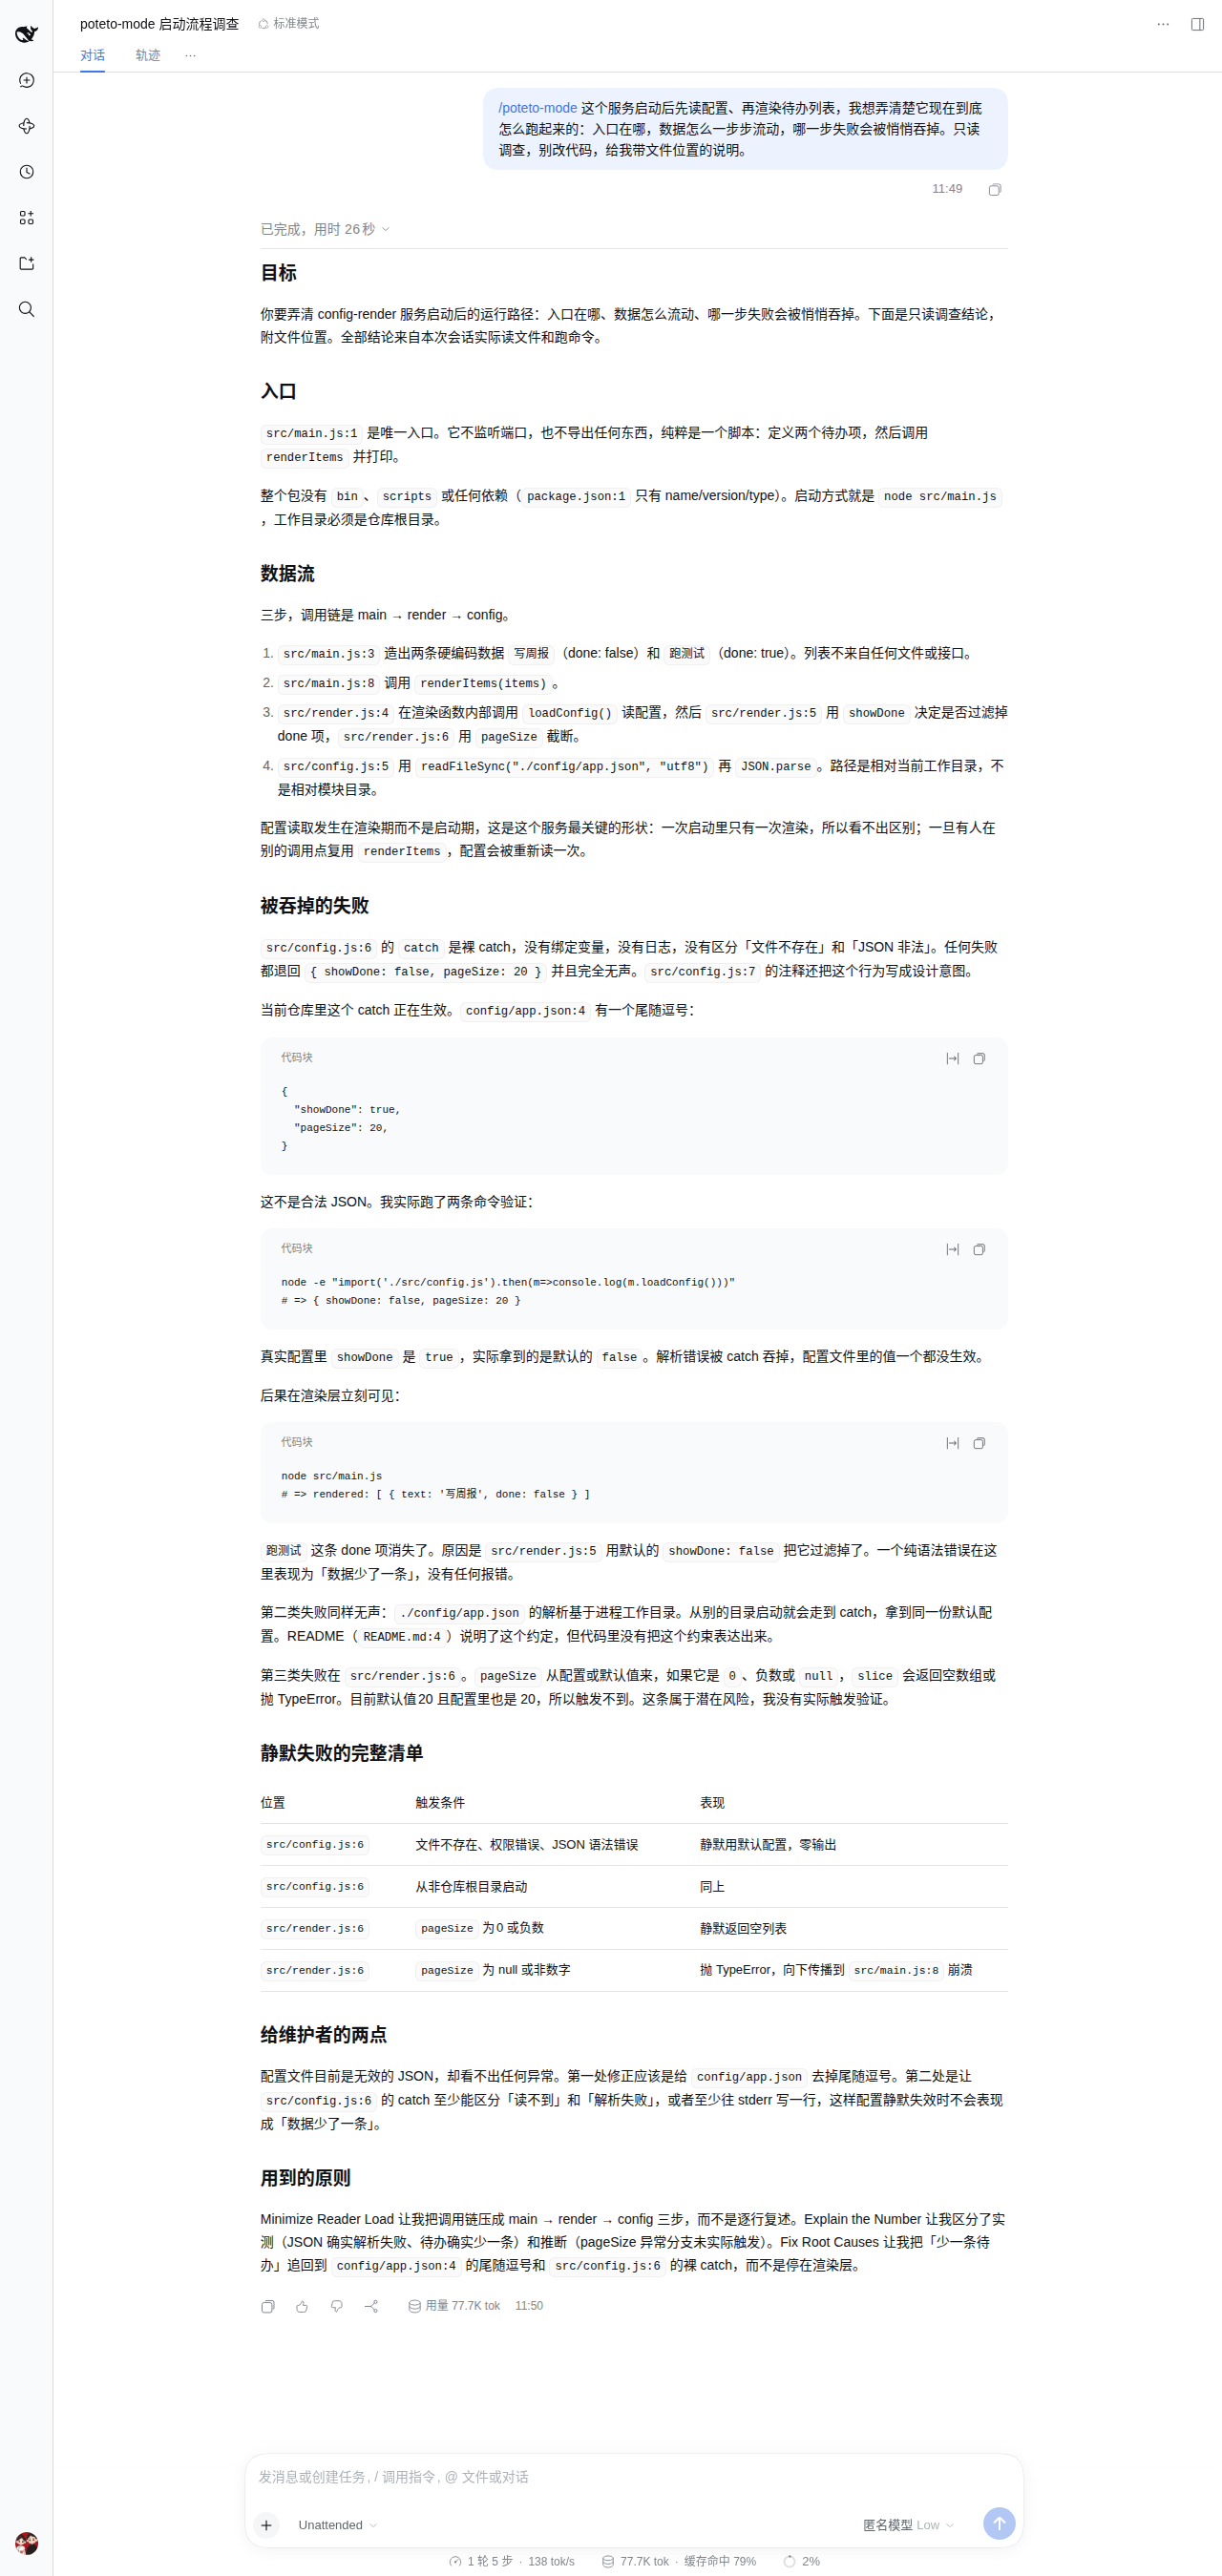 poteto-mode 启动流程调查 标准模式
对话 轨迹 ···
/poteto-mode 这个服务启动后先读配置、再渲染待办列表，我想弄清楚它现在到底
怎么跑起来的：入口在哪，数据怎么一步步流动，哪一步失败会被悄悄吞掉。只读
调查，别改代码，给我带文件位置的说明。
11:49
已完成，用时 26 秒
目标
你要弄清 config-render 服务启动后的运行路径：入口在哪、数据怎么流动、哪一步失败会被悄悄吞掉。下面是只读调查结论，
附文件位置。全部结论来自本次会话实际读文件和跑命令。
入口
src/main.js:1 是唯一入口。它不监听端口，也不导出任何东西，纯粹是一个脚本：定义两个待办项，然后调用
renderItems 并打印。
整个包没有 bin 、 scripts 或任何依赖（ package.json:1 只有 name/version/type）。启动方式就是 node src/main.js
，工作目录必须是仓库根目录。
数据流
三步，调用链是 main → render → config。
1. src/main.js:3 造出两条硬编码数据 写周报 （done: false）和 跑测试 （done: true）。列表不来自任何文件或接口。
2. src/main.js:8 调用 renderItems(items) 。
3. src/render.js:4 在渲染函数内部调用 loadConfig() 读配置，然后 src/render.js:5 用 showDone 决定是否过滤掉
done 项， src/render.js:6 用 pageSize 截断。
4. src/config.js:5 用 readFileSync("./config/app.json", "utf8") 再 JSON.parse 。路径是相对当前工作目录，不
是相对模块目录。
配置读取发生在渲染期而不是启动期，这是这个服务最关键的形状：一次启动里只有一次渲染，所以看不出区别；一旦有人在
别的调用点复用 renderItems ，配置会被重新读一次。
被吞掉的失败
src/config.js:6 的 catch 是裸 catch，没有绑定变量，没有日志，没有区分「文件不存在」和「JSON 非法」。任何失败
都退回 { showDone: false, pageSize: 20 } 并且完全无声。 src/config.js:7 的注释还把这个行为写成设计意图。
当前仓库里这个 catch 正在生效。 config/app.json:4 有一个尾随逗号：
代码块
{
"showDone": true,
"pageSize": 20,
}
这不是合法 JSON。我实际跑了两条命令验证：
代码块
node -e "import('./src/config.js').then(m=>console.log(m.loadConfig()))"
# => { showDone: false, pageSize: 20 }
真实配置里 showDone 是 true ，实际拿到的是默认的 false 。解析错误被 catch 吞掉，配置文件里的值一个都没生效。
后果在渲染层立刻可见：
代码块
node src/main.js
# => rendered: [ { text: '写周报', done: false } ]
跑测试 这条 done 项消失了。原因是 src/render.js:5 用默认的 showDone: false 把它过滤掉了。一个纯语法错误在这
里表现为「数据少了一条」，没有任何报错。
第二类失败同样无声： ./config/app.json 的解析基于进程工作目录。从别的目录启动就会走到 catch，拿到同一份默认配
置。README（ README.md:4 ）说明了这个约定，但代码里没有把这个约束表达出来。
第三类失败在 src/render.js:6 。 pageSize 从配置或默认值来，如果它是 0 、负数或 null ， slice 会返回空数组或
抛 TypeError。目前默认值 20 且配置里也是 20，所以触发不到。这条属于潜在风险，我没有实际触发验证。
静默失败的完整清单
位置 触发条件 表现
src/config.js:6 文件不存在、权限错误、JSON 语法错误 静默用默认配置，零输出
src/config.js:6 从非仓库根目录启动 同上
src/render.js:6 pageSize 为 0 或负数 静默返回空列表
src/render.js:6 pageSize 为 null 或非数字 抛 TypeError，向下传播到 src/main.js:8 崩溃
给维护者的两点
配置文件目前是无效的 JSON，却看不出任何异常。第一处修正应该是给 config/app.json 去掉尾随逗号。第二处是让
src/config.js:6 的 catch 至少能区分「读不到」和「解析失败」，或者至少往 stderr 写一行，这样配置静默失效时不会表现
成「数据少了一条」。
用到的原则
Minimize Reader Load 让我把调用链压成 main → render → config 三步，而不是逐行复述。Explain the Number 让我区分了实
测（JSON 确实解析失败、待办确实少一条）和推断（pageSize 异常分支未实际触发）。Fix Root Causes 让我把「少一条待
办」追回到 config/app.json:4 的尾随逗号和 src/config.js:6 的裸 catch，而不是停在渲染层。
用量 77.7K tok 11:50
发消息或创建任务, / 调用指令, @ 文件或对话
Unattended 匿名模型 Low
1 轮 5 步 · 138 tok/s 77.7K tok · 缓存命中 79% 2%